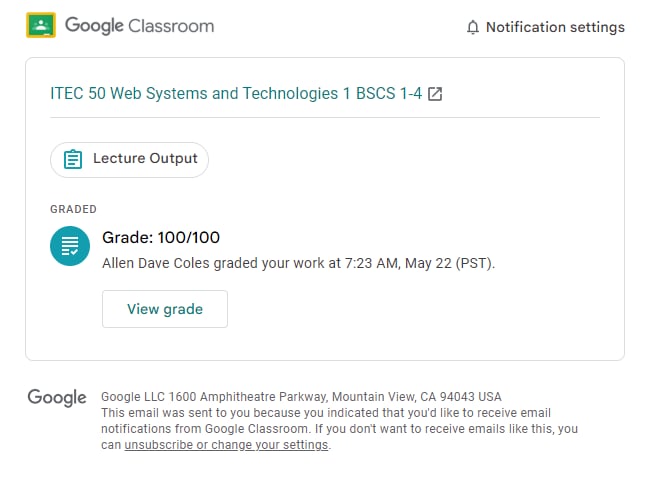 Google Classroom
Notification settings
ITEC 50 Web Systems and Technologies 1 BSCS 1-4
Lecture Output
GRADED
Grade: 100/100
Allen Dave Coles graded your work at 7:23 AM, May 22 (PST).
View grade
Google
Google LLC 1600 Amphitheatre Parkway, Mountain View, CA 94043 USA
This email was sent to you because you indicated that you'd like to receive email
notifications from Google Classroom. If you don't want to receive emails like this, you
can unsubscribe or change your settings.